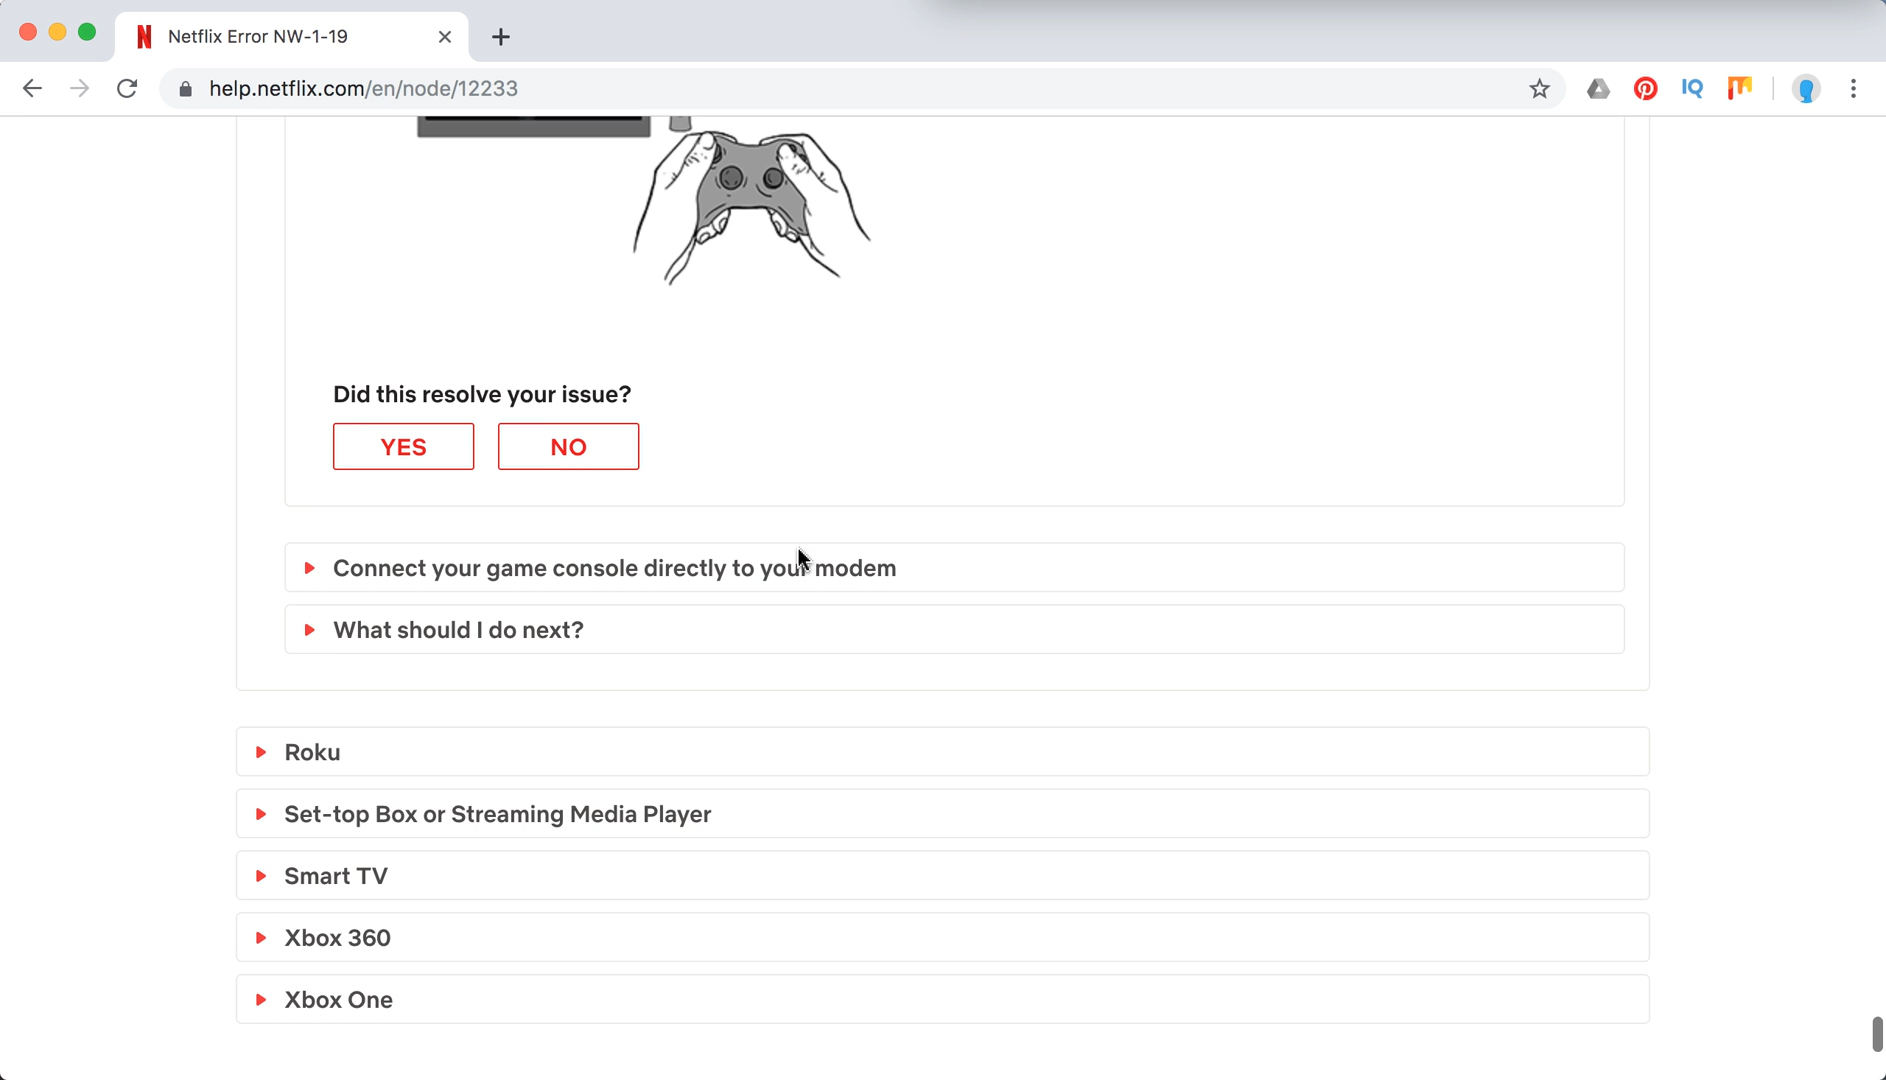 Netflix Error NW-1-19
help.netflix.com/en/node/12233
IQ
Did this resolve your issue?
YES NO
Connect your game console directly to your modem
What should I do next?
Roku
Set-top Box or Streaming Media Player
Smart TV
Xbox 360
Xbox One